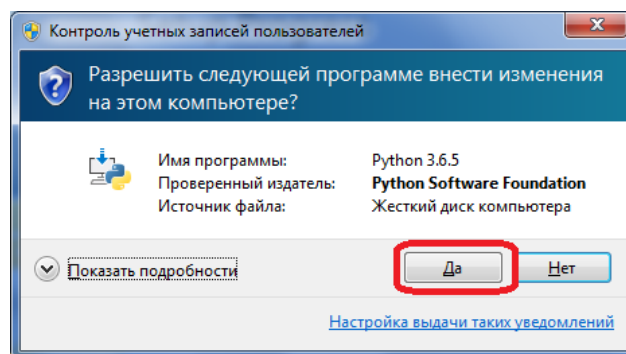 Контроль учетных записей пользователей
Разрешить следующей программе внести изменения
на этом компьютере?
Имя программы: Python 3.6.5
Проверенный издатель: Python Software Foundation
Источник файла: Жесткий диск компьютера
Показать подробности Да Нет
Настройка выдачи таких уведомлений